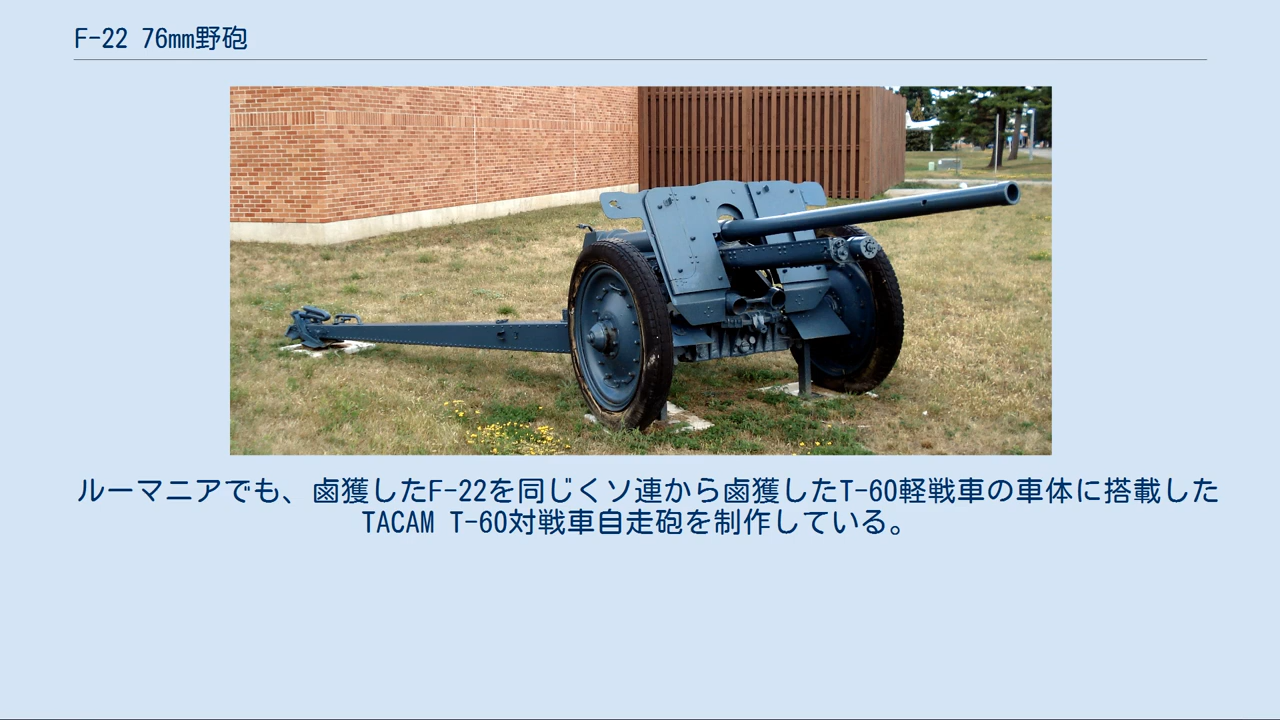 F-22 76mm野砲
ルーマニアでも、鹵獲したF-22を同じくソ連から鹵獲したT-60軽戦車の車体に搭載した
TACAM T-60対戦車自走砲を制作している。